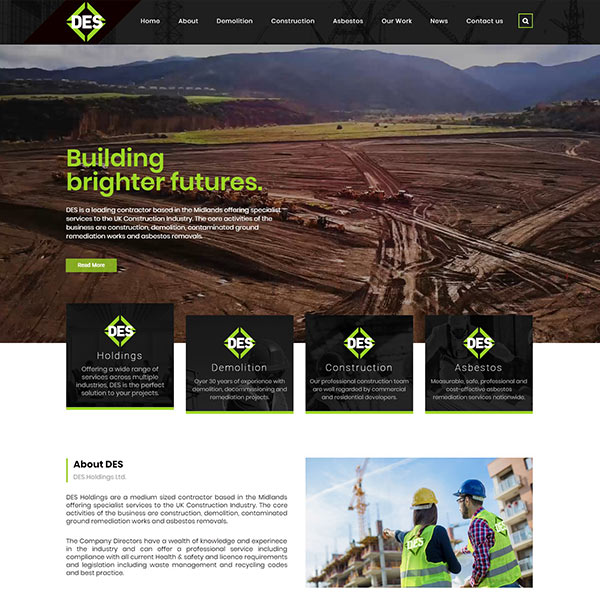 DES
Home About Demolition Construction Asbestos Our Work News Contact us
Building
brighter futures.
DES is a leading contractor based in the Midlands offering specialist
services to the UK Construction Industry. The core activities of the
business are construction, demolition, contaminated ground
remediation works and asbestos removals.
Read More
DES
Holdings
Offering a wide range of
services across multiple
industries, DES is the perfect
solution to your projects.
DES
Demolition
Over 30 years of experience with
demolition, decommissioning and
remediation projects.
DES
Construction
Our professional construction team
are well regarded by commercial
and residential developers.
DES
Asbestos
Measurable, safe, professional and
cost-effective asbestos
remediation services nationwide.
About DES
DES Holdings Ltd.
DES Holdings are a medium sized contractor based in the Midlands
offering specialist services to the UK Construction Industry. The core
activities of the business are construction, demolition, contaminated
ground remediation works and asbestos removals.
The Company Directors have a wealth of knowledge and experience
in the industry and can offer a professional service including
compliance with all current Health & safety and licence requirements
and legislation including waste management and recycling codes
and best practice.
DES
DES